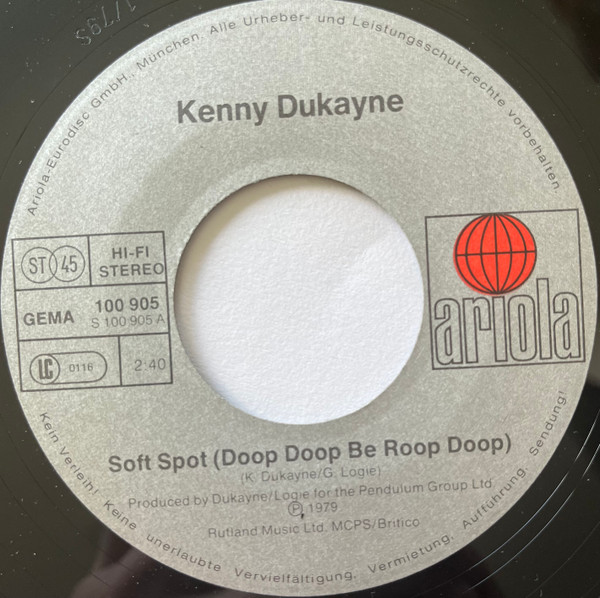 Ariola-Eurodisc GmbH., München. Alle Urheber- und Leistungsschutzrechte vorbehalten.
Kenny Dukayne
ST 45
HI-FI
STEREO
GEMA
100 905
S 100 905 A
LC 0116
2:40
ariola
Soft Spot (Doop Doop Be Roop Doop)
(K. Dukayne/G. Logie)
Produced by Dukayne/Logie for the Pendulum Group Ltd
Ⓟ 1979
Rutland Music Ltd. MCPS/Britico
Kein Verleih! Keine unerlaubte Vervielfältigung, Vermietung, Aufführung, Sendung!